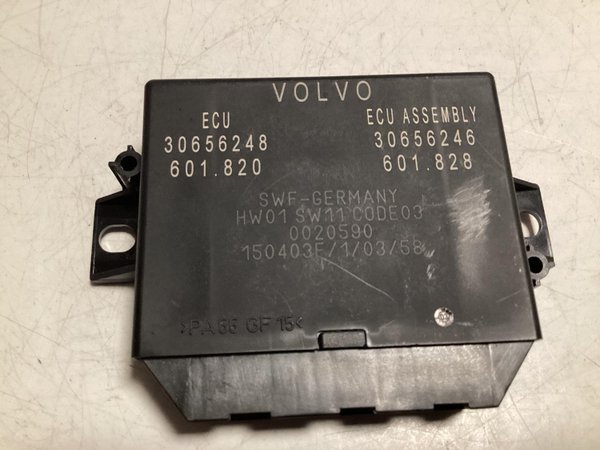 VOLVO
ECU ECU ASSEMBLY
30656248 30656246
601.820 601.828
SWF-GERMANY
HW01 SW11 CODE03
0020590
150403F/1/03/58
>PA66 GF15<